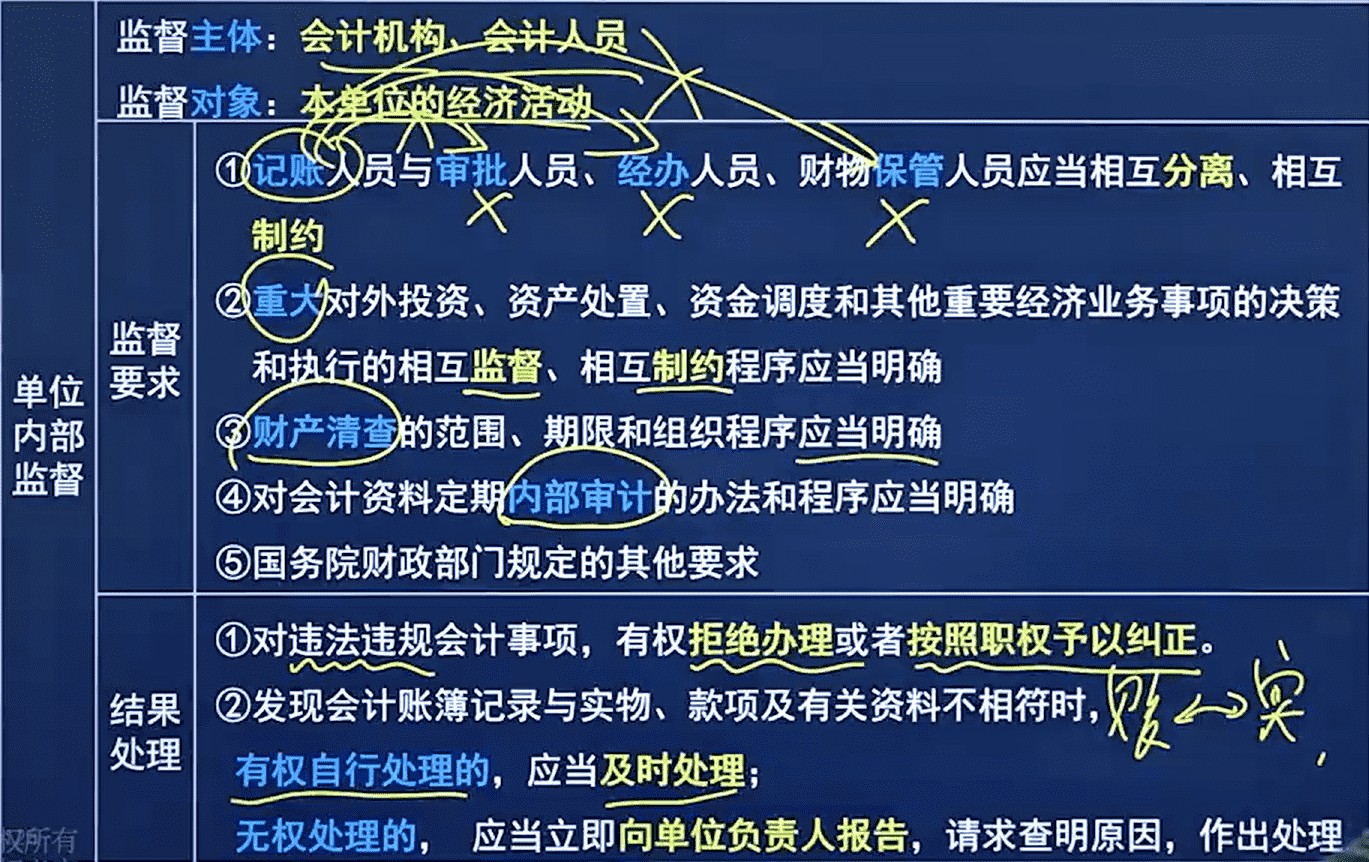 监督主体：会计机构、会计人员
监督对象：本单位的经济活动
单位
内部
监督
监督
要求
①记账人员与审批人员、经办人员、财物保管人员应当相互分离、相互
制约
②重大对外投资、资产处置、资金调度和其他重要经济业务事项的决策
和执行的相互监督、相互制约程序应当明确
③财产清查的范围、期限和组织程序应当明确
④对会计资料定期内部审计的办法和程序应当明确
⑤国务院财政部门规定的其他要求
结果
处理
①对违法违规会计事项，有权拒绝办理或者按照职权予以纠正。
②发现会计账簿记录与实物、款项及有关资料不相符时，
账↔实
有权自行处理的，应当及时处理；
无权处理的， 应当立即向单位负责人报告，请求查明原因，作出处理
权所有